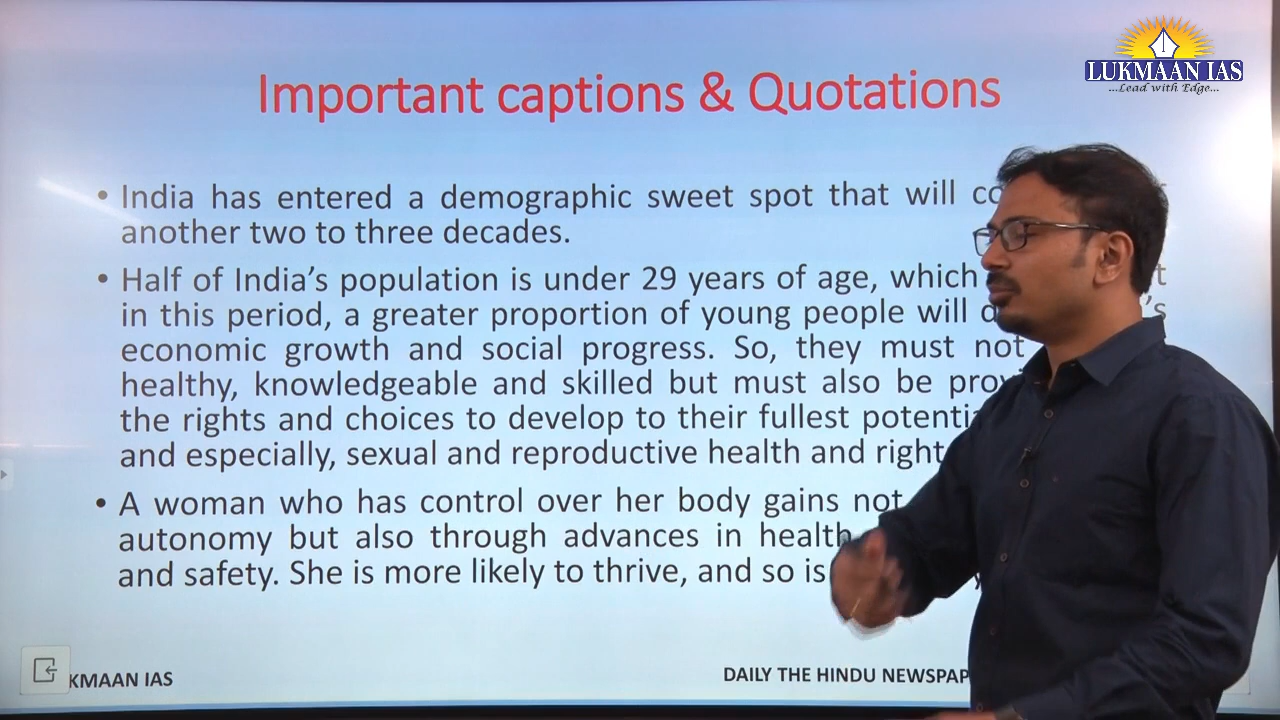 LUKMAAN IAS
...Lead with Edge...
Important captions & Quotations
• India has entered a demographic sweet spot that will
another two to three decades.
• Half of India's population is under 29 years of age, which
in this period, a greater proportion of young people will
economic growth and social progress. So, they must not
healthy, knowledgeable and skilled but must also be
the rights and choices to develop to their fullest
and especially, sexual and reproductive health and
• A woman who has control over her body gains not
autonomy but also through advances in health
and safety. She is more likely to thrive, and so is
KMAAN IAS
DAILY THE HINDU NEWSPAP